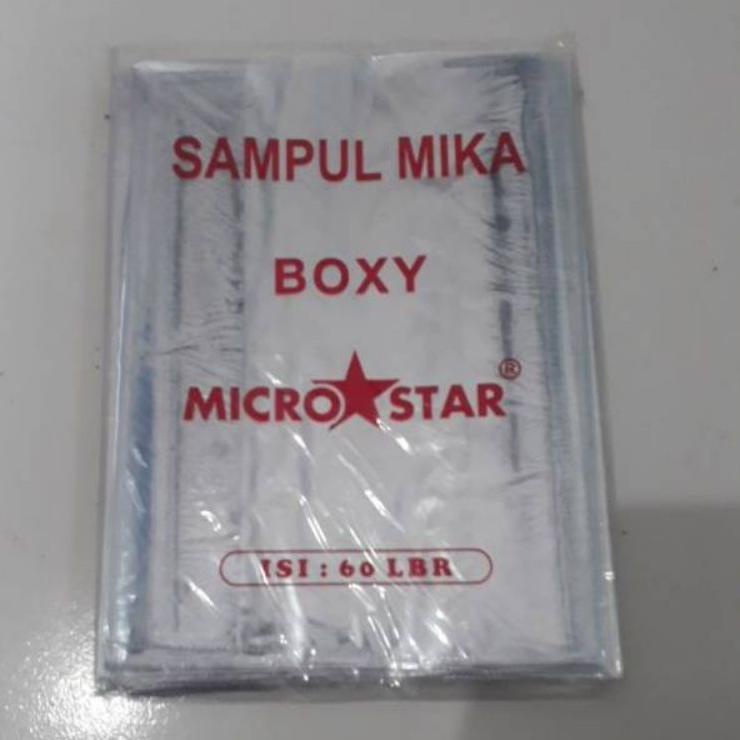 SAMPUL MIKA
BOXY
MICRO STAR ®
ISI : 60 LBR